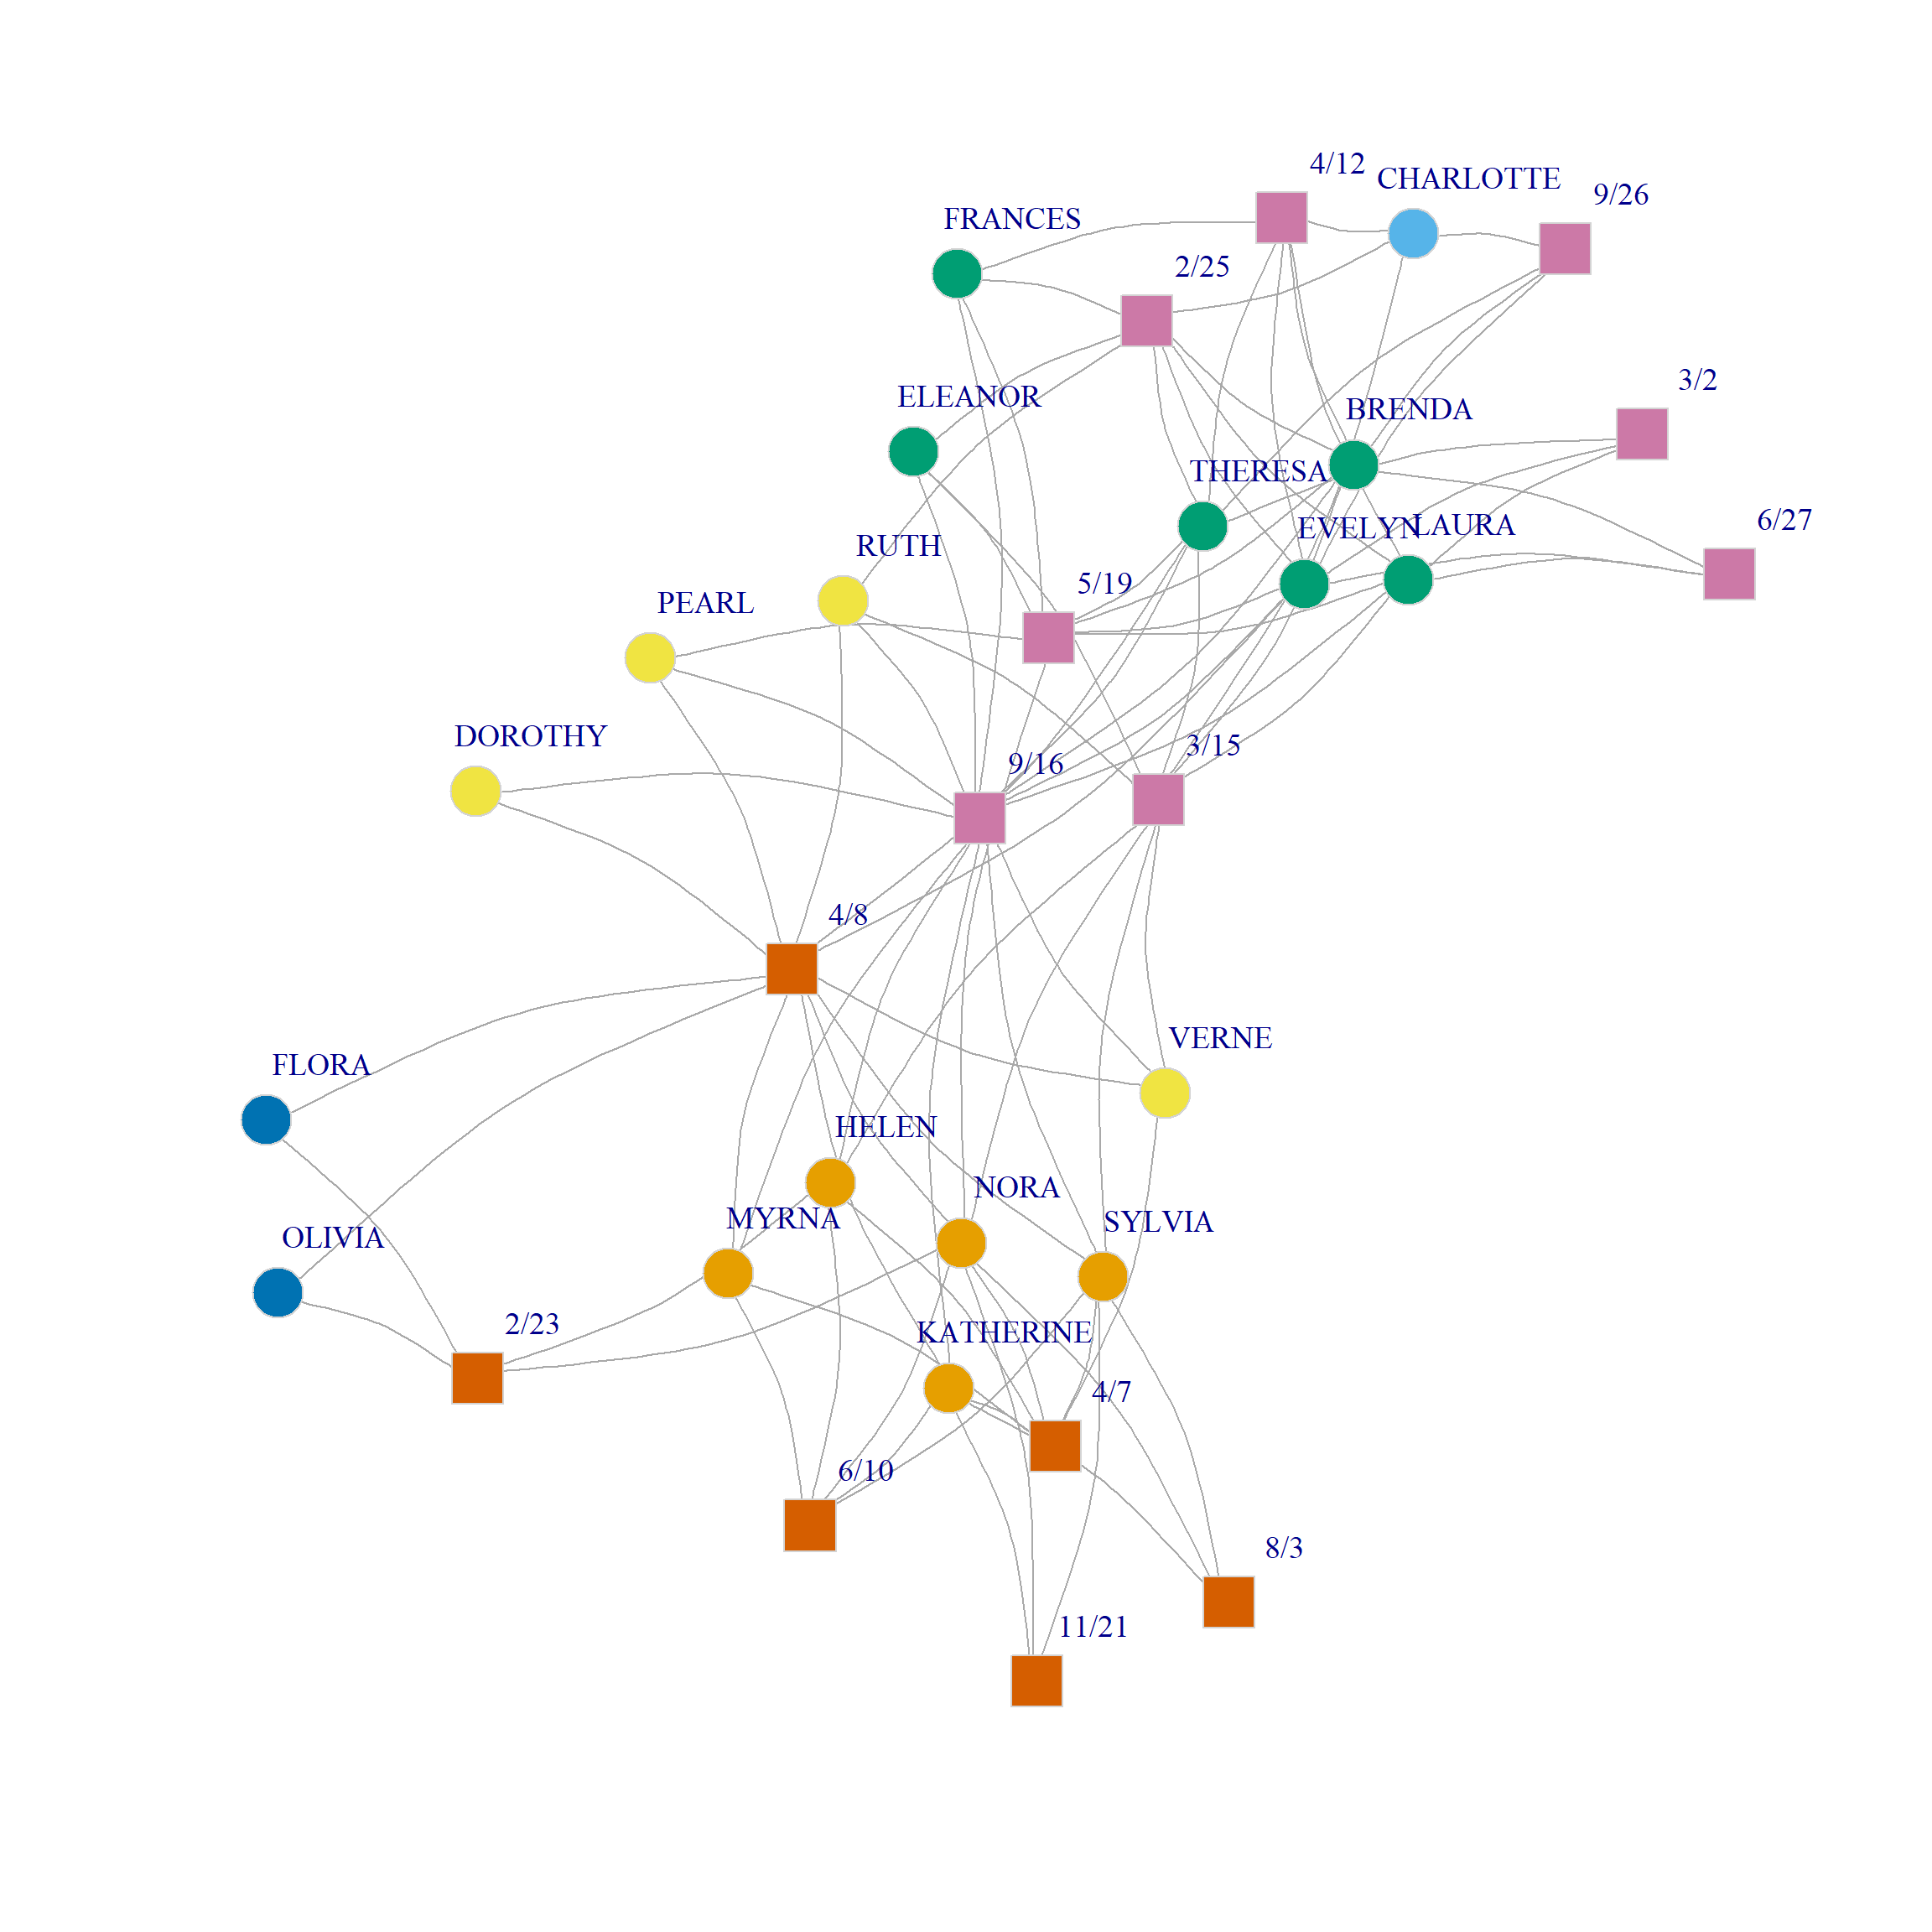 4/12
CHARLOTTE
9/26
FRANCES
2/25
3/2
ELEANOR
BRENDA
THERESA
EVELYN
LAURA
6/27
RUTH
5/19
PEARL
DOROTHY
3/15
9/16
4/8
VERNE
FLORA
HELEN
NORA
MYRNA
SYLVIA
OLIVIA
2/23
KATHERINE
4/7
6/10
8/3
11/21